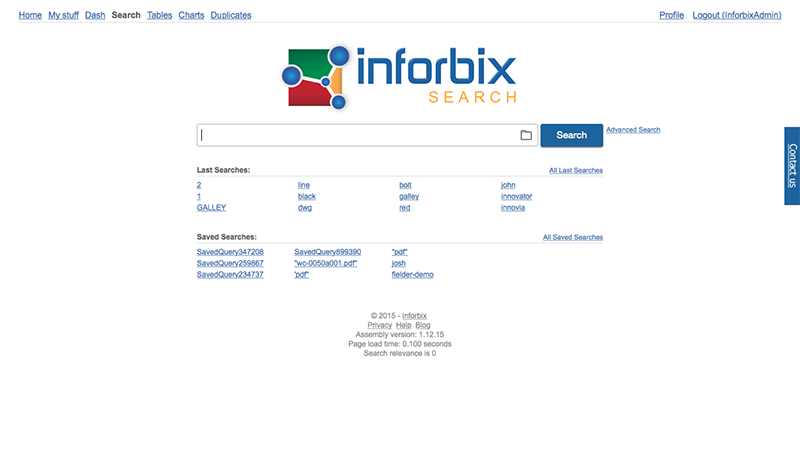 Home My stuff Dash Search Tables Charts Duplicates Profile Logout (InforbixAdmin)
inforbix
SEARCH
Search Advanced Search
Contact us
Last Searches: All Last Searches
2 line bolt john
1 black galley innovator
GALLEY dwg red innovia
Saved Searches: All Saved Searches
SavedQuery347208 SavedQuery899390 "pdf"
SavedQuery259867 "wc-0050a001.pdf" josh
SavedQuery234737 'pdf" fielder-demo
© 2015 - Inforbix
Privacy Help Blog
Assembly version: 1.12.15
Page load time: 0.100 seconds
Search relevance is 0